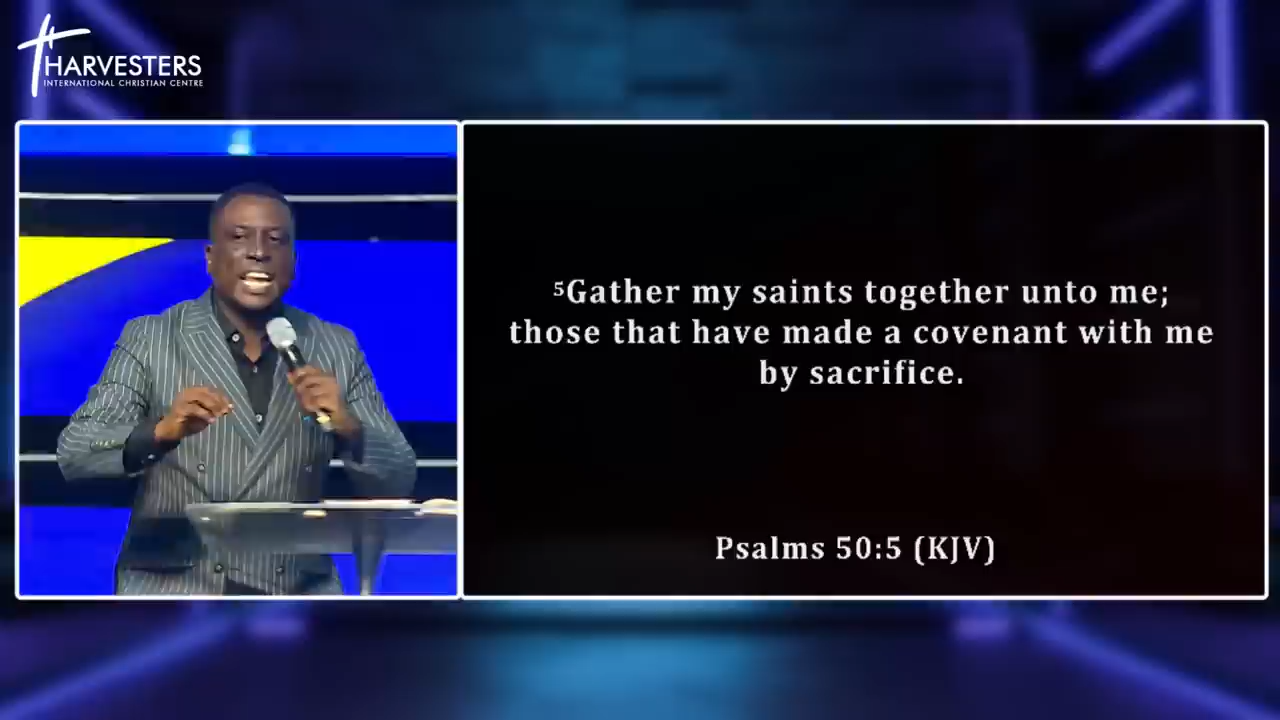 HARVESTERS
INTERNATIONAL CHRISTIAN CENTRE
⁵Gather my saints together unto me;
those that have made a covenant with me
by sacrifice.
Psalms 50:5 (KJV)